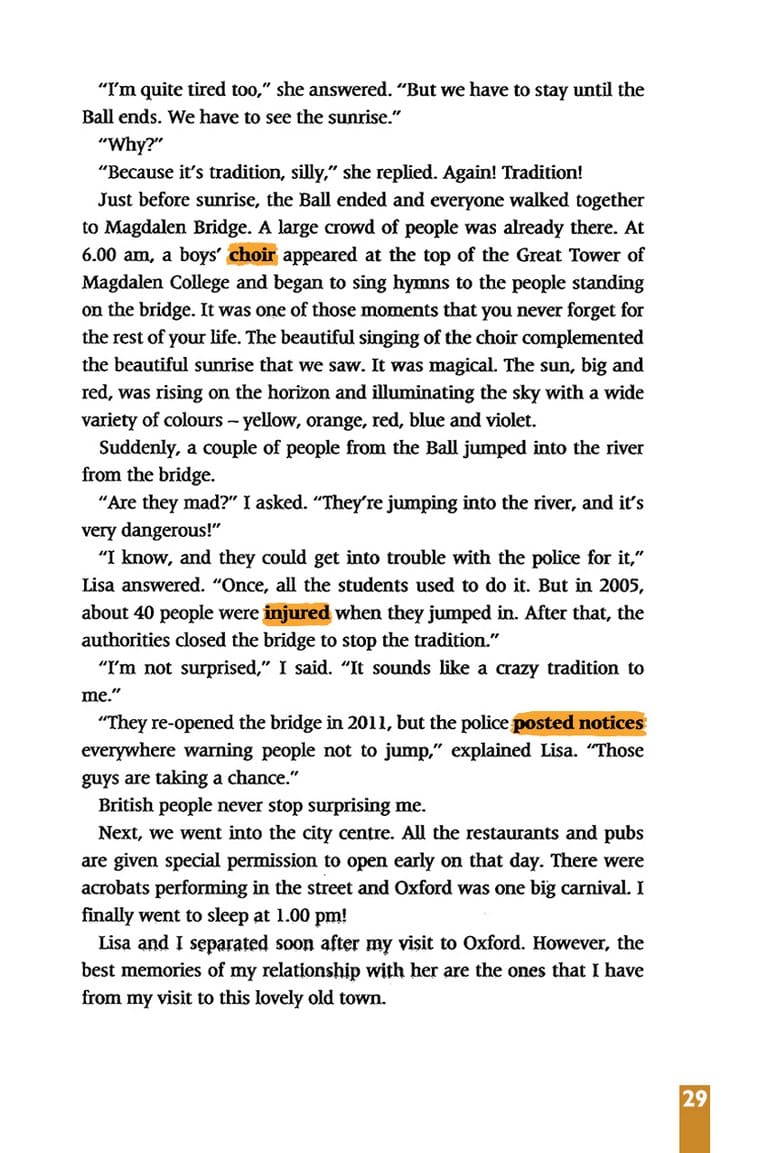 “I’m quite tired too,” she answered. “But we have to stay until the
Ball ends. We have to see the sunrise.”
“Why?”
“Because it’s tradition, silly,” she replied. Again! Tradition!
Just before sunrise, the Ball ended and everyone walked together
to Magdalen Bridge. A large crowd of people was already there. At
6.00 am, a boys’ choir appeared at the top of the Great Tower of
Magdalen College and began to sing hymns to the people standing
on the bridge. It was one of those moments that you never forget for
the rest of your life. The beautiful singing of the choir complemented
the beautiful sunrise that we saw. It was magical. The sun, big and
red, was rising on the horizon and illuminating the sky with a wide
variety of colours – yellow, orange, red, blue and violet.
Suddenly, a couple of people from the Ball jumped into the river
from the bridge.
“Are they mad?” I asked. “They’re jumping into the river, and it’s
very dangerous!”
“I know, and they could get into trouble with the police for it,”
Lisa answered. “Once, all the students used to do it. But in 2005,
about 40 people were injured when they jumped in. After that, the
authorities closed the bridge to stop the tradition.”
“I’m not surprised,” I said. “It sounds like a crazy tradition to
me.”
“They re-opened the bridge in 2011, but the police posted notices
everywhere warning people not to jump,” explained Lisa. “Those
guys are taking a chance.”
British people never stop surprising me.
Next, we went into the city centre. All the restaurants and pubs
are given special permission to open early on that day. There were
acrobats performing in the street and Oxford was one big carnival. I
finally went to sleep at 1.00 pm!
Lisa and I separated soon after my visit to Oxford. However, the
best memories of my relationship with her are the ones that I have
from my visit to this lovely old town.
29